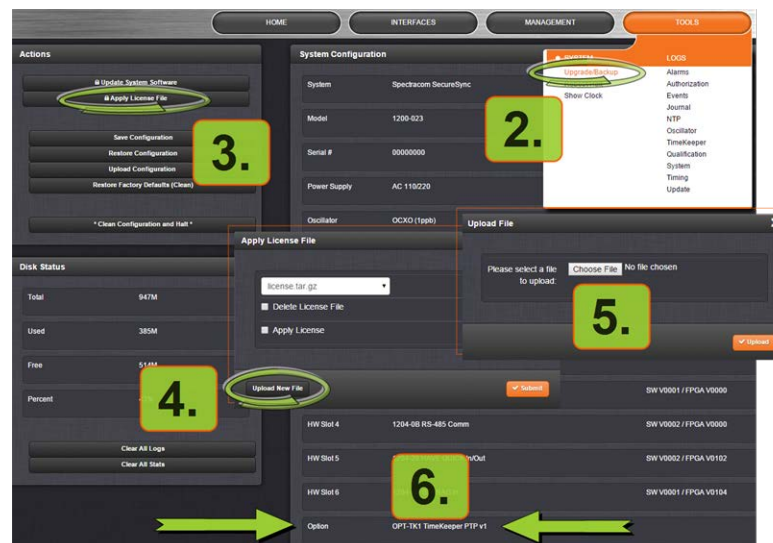 HOME
INTERFACES
MANAGEMENT
TOOLS
Actions
Update System Software
Apply License File
3.
Save Configuration
Restore Configuration
Upload Configuration
Restore Factory Defaults (Clean)
* Clean Configuration and Halt *
Disk Status
Total 947M
Used 385M
Free 514M
Percent
4.
Clear All Logs
Clear All Stats
System Configuration
System Spectracom SecureSync
Model 1200-023
Serial # 00000000
Power Supply AC 110/220
Oscillator OCXO (1ppb)
2.
SYSTEM
Upgrade/Backup
Show Clock
LOGS
Alarms
Authorization
Events
Journal
NTP
Oscillator
TimeKeeper
Qualification
System
Timing
Update
Apply License File
license.tar.gz
Delete License File
Apply License
Upload New File
Submit
Upload File
Please select a file
to upload:
Choose File No file chosen
5.
Upload
SW V0001 / FPGA V0000
HW Slot 4 1204-0B RS-485 Comm SW V0002 / FPGA V0000
HW Slot 5 In/Out SW V0002 / FPGA V0102
HW Slot 6 SW V0001 / FPGA V0104
6.
Option OPT-TK1 TimeKeeper PTP v1